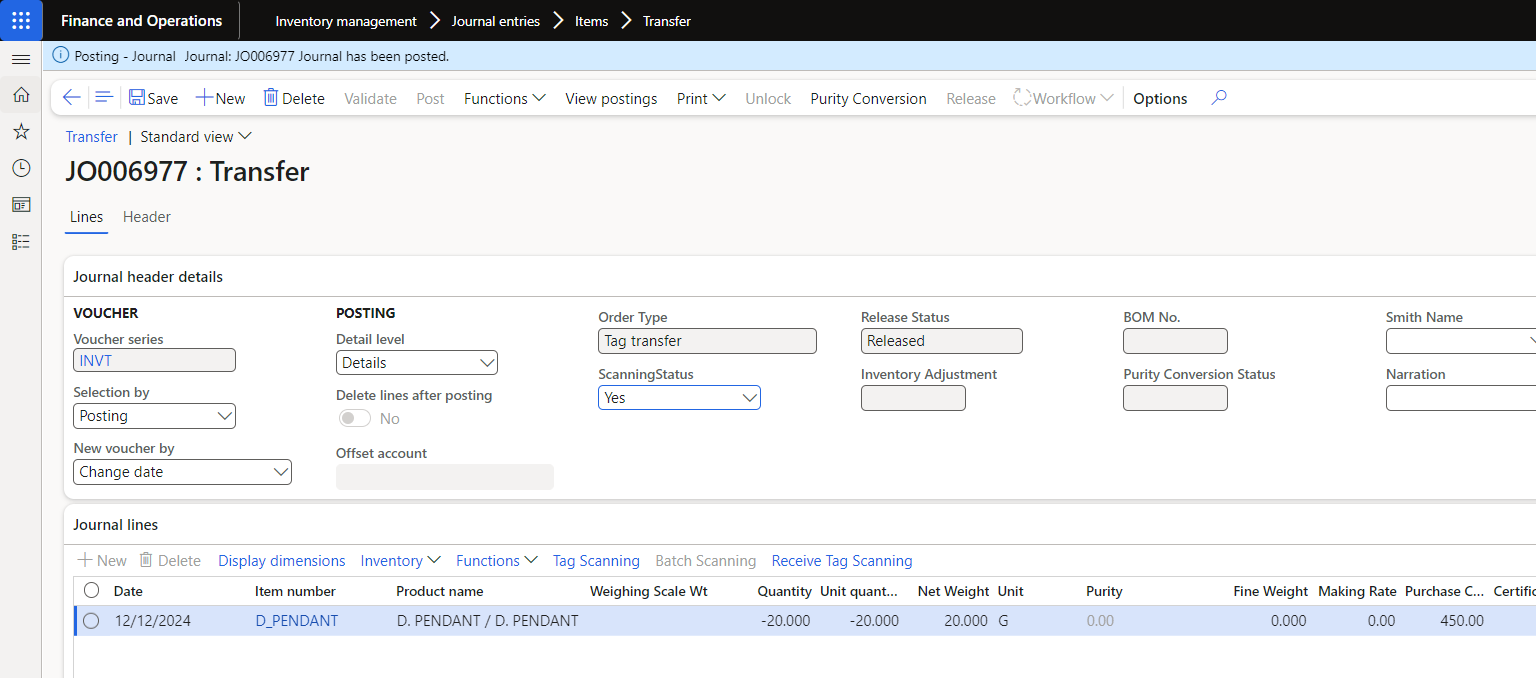 Finance and Operations Inventory management Journal entries Items Transfer
Posting - Journal Journal: JO006977 Journal has been posted.
Save New Delete Validate Post Functions View postings Print Unlock Purity Conversion Release Workflow Options
Transfer | Standard view
JO006977 : Transfer
Lines Header
Journal header details
VOUCHER POSTING
Order Type Release Status BOM No. Smith Name
Voucher series Detail level
Tag transfer Released
INVT Details
ScanningStatus Inventory Adjustment Purity Conversion Status Narration
Selection by Delete lines after posting
Yes
Posting No
New voucher by Offset account
Change date
Journal lines
New Delete Display dimensions Inventory Functions Tag Scanning Batch Scanning Receive Tag Scanning
Date Item number Product name Weighing Scale Wt Quantity Unit quant... Net Weight Unit Purity Fine Weight Making Rate Purchase C... Certific
12/12/2024 D_PENDANT D. PENDANT / D. PENDANT -20.000 -20.000 20.000 G 0.00 0.000 0.00 450.00